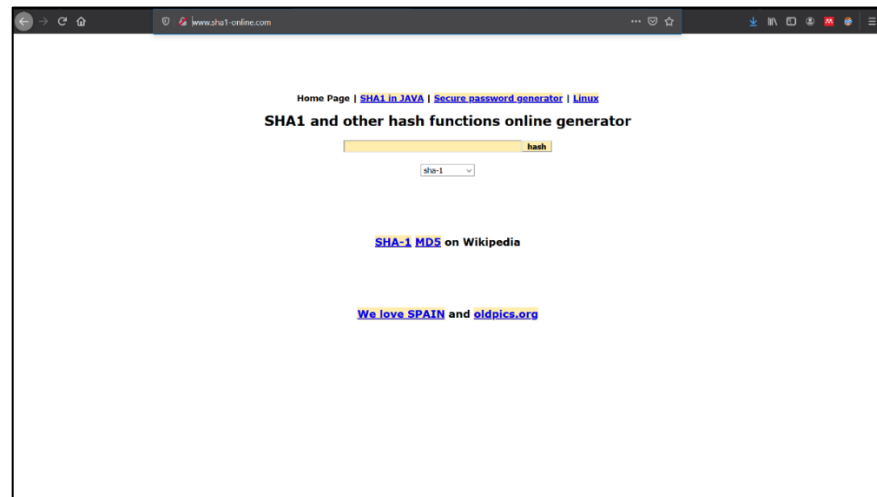 www.sha1-online.com
Home Page | SHA1 in JAVA | Secure password generator | Linux
SHA1 and other hash functions online generator
hash
sha-1
SHA-1 MD5 on Wikipedia
We love SPAIN and oldpics.org